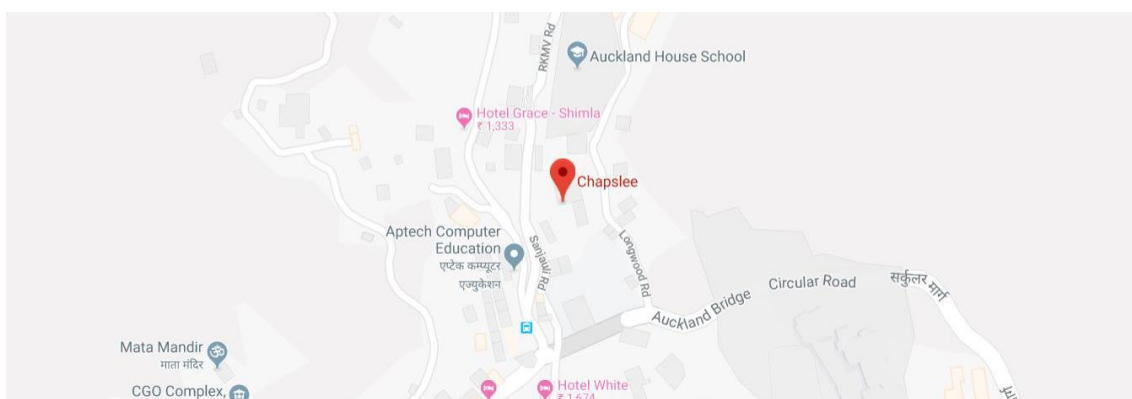 RKMV Rd
Auckland House School
Hotel Grace - Shimla
₹ 1,333
Chapslee
Aptech Computer
Education
एप्टेक कम्प्यूटर
एज्युकेशन
Sanjauli Rd
Longwood Rd
Auckland Bridge
Circular Road
सर्कुलर मार्ग
Mata Mandir
माता मंदिर
CGO Complex,
Hotel White
₹ 1,674